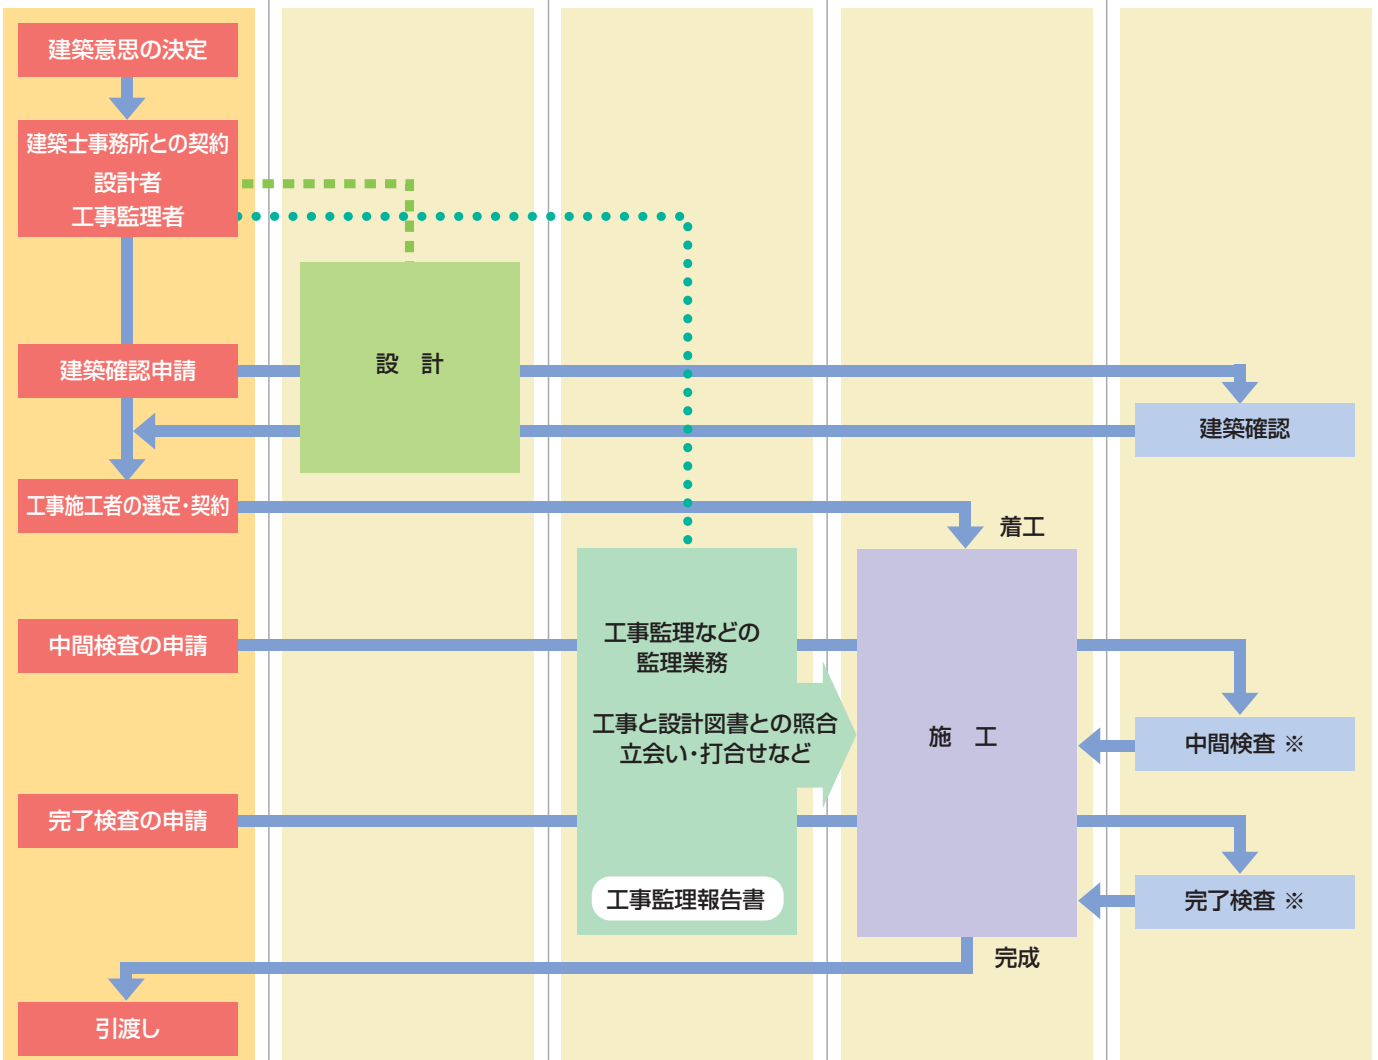 建築意思の決定
建築士事務所との契約
設計者
工事監理者
設 計
建築確認申請
建築確認
工事施工者の選定・契約
着工
工事監理などの
監理業務
工事と設計図書との照合
立会い・打合せなど
工事監理報告書
施 工
中間検査の申請
中間検査 ※
完了検査の申請
完了検査 ※
完成
引渡し